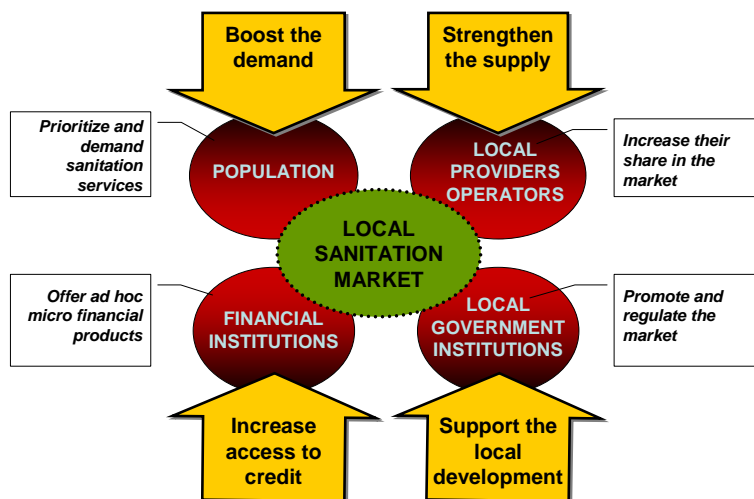 Boost the
demand
Strengthen
the supply
Prioritize and
demand
sanitation
services
POPULATION
LOCAL
PROVIDERS
OPERATORS
Increase their
share in the
market
LOCAL
SANITATION
MARKET
Offer ad hoc
micro financial
products
FINANCIAL
INSTITUTIONS
LOCAL
GOVERNMENT
INSTITUTIONS
Promote and
regulate the
market
Increase
access to
credit
Support the
local
development